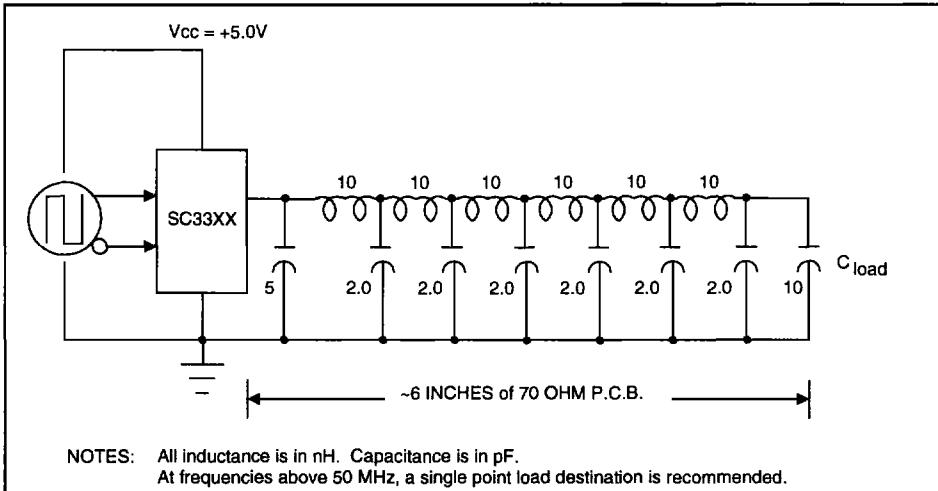 Vcc = +5.0V
SC33XX
10 10 10 10 10 10
5 2.0 2.0 2.0 2.0 2.0 2.0 10
Cload
~6 INCHES of 70 OHM P.C.B.
NOTES: All inductance is in nH. Capacitance is in pF.
At frequencies above 50 MHz, a single point load destination is recommended.